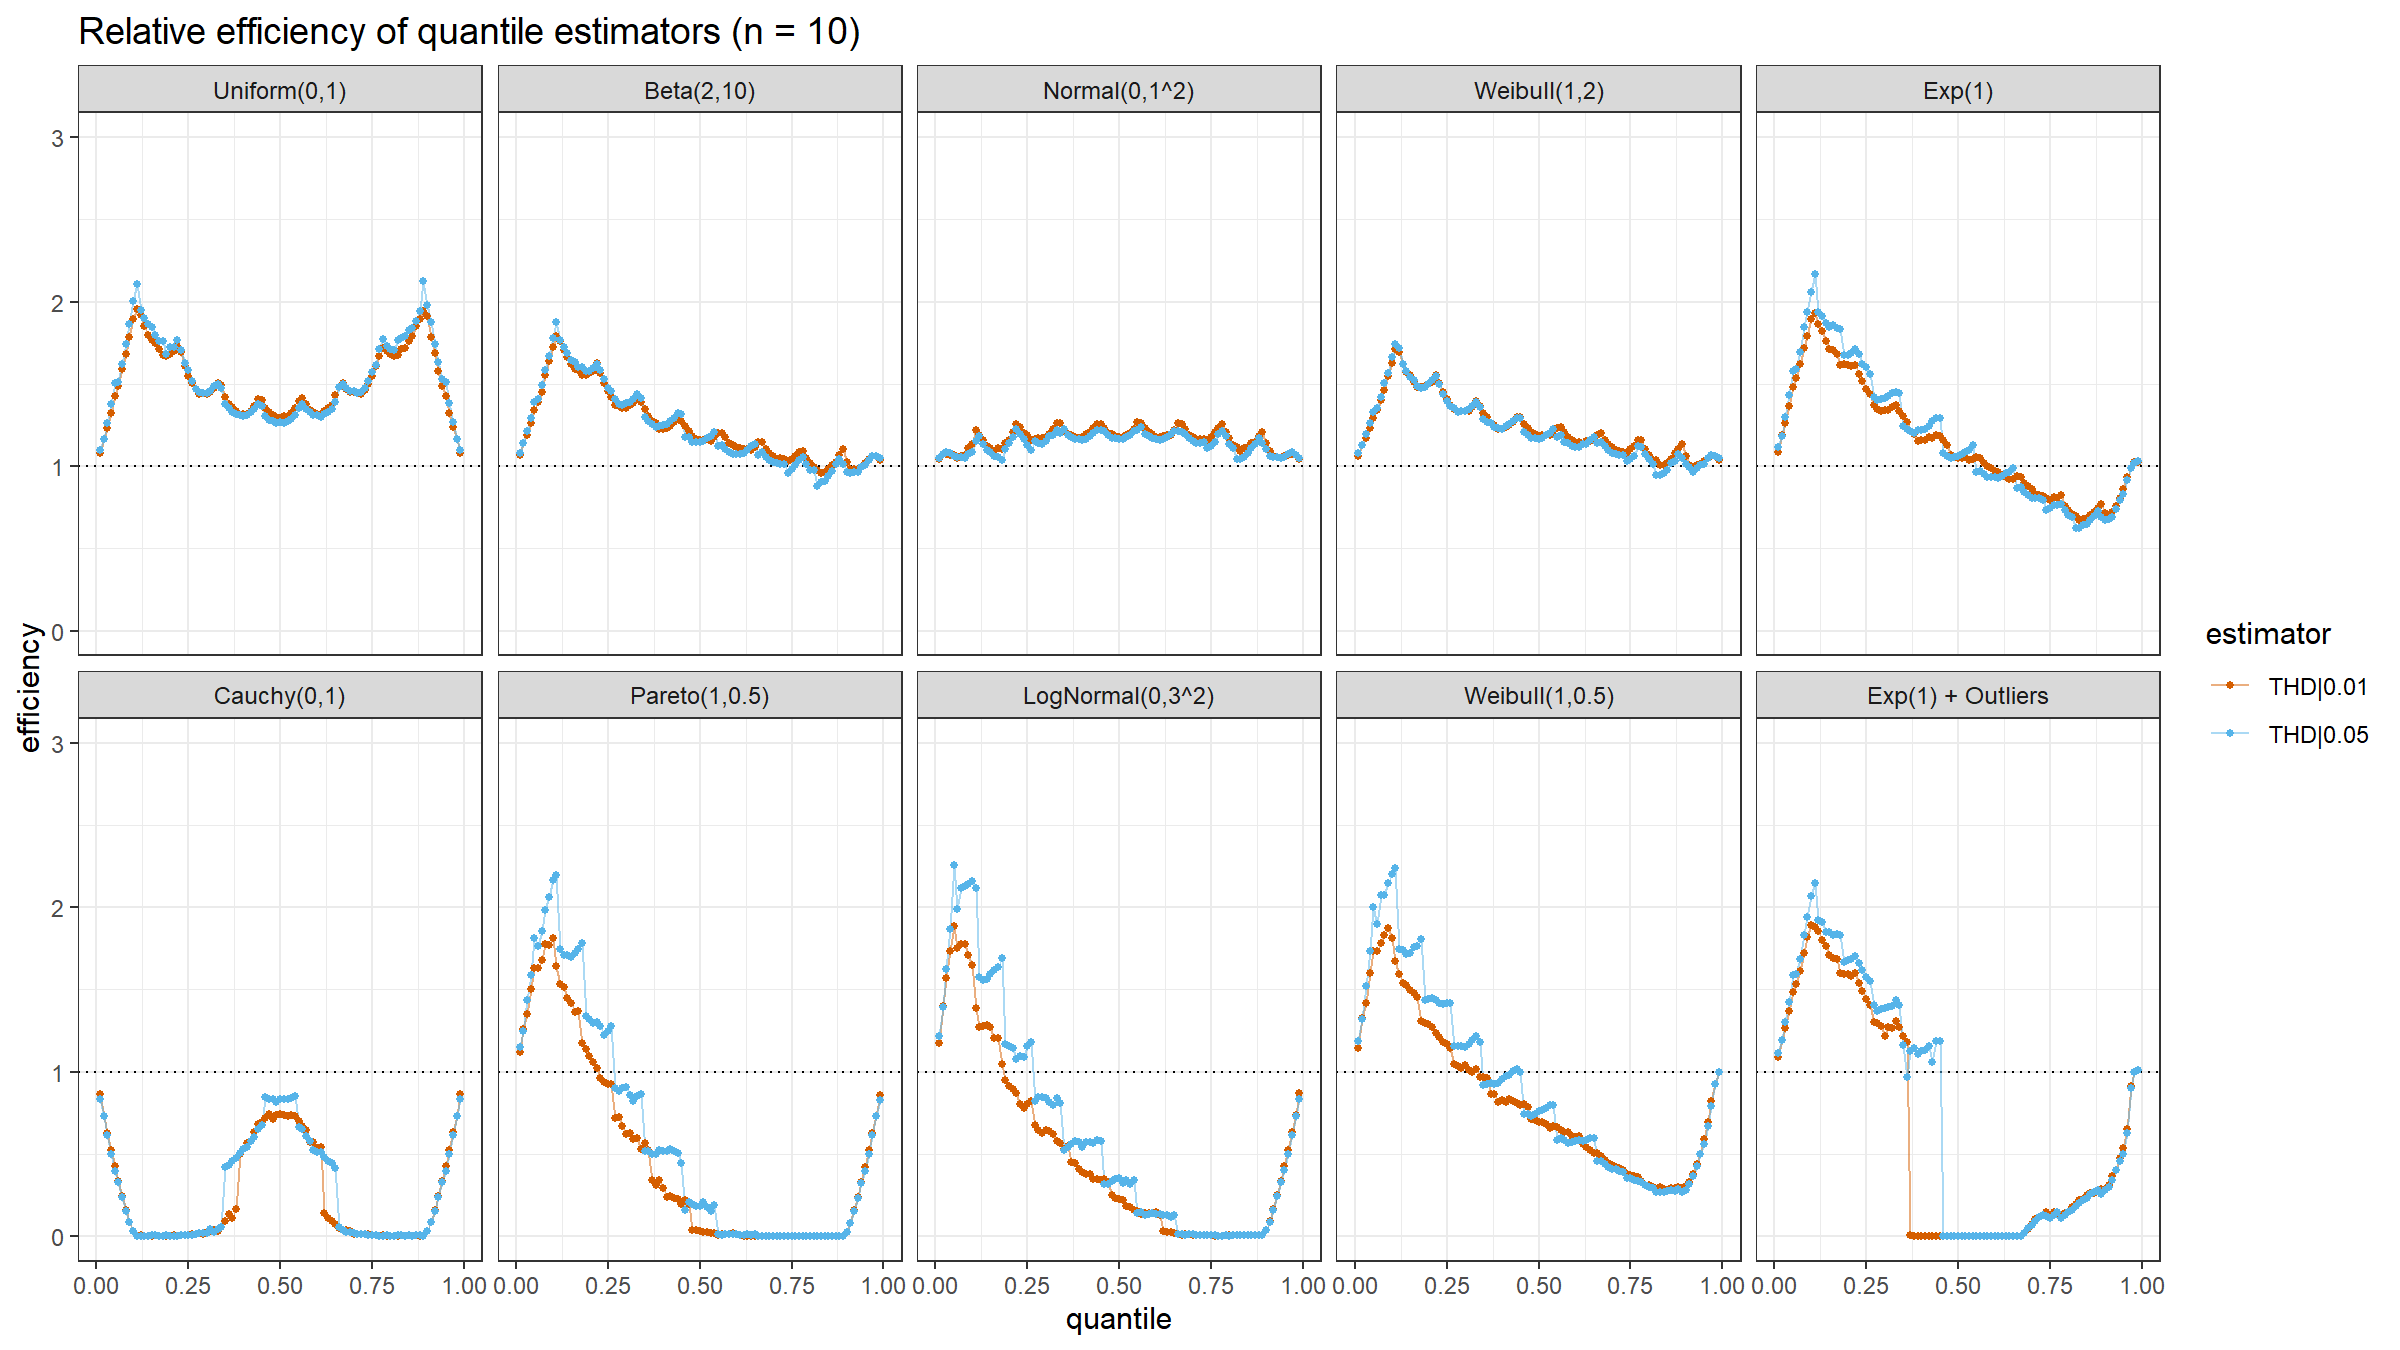 Relative efficiency of quantile estimators (n = 10)
Uniform(0,1)
Beta(2,10)
Normal(0,1^2)
Weibull(1,2)
Exp(1)
3
2
1
0
efficiency
Cauchy(0,1)
Pareto(1,0.5)
LogNormal(0,3^2)
Weibull(1,0.5)
Exp(1) + Outliers
3
2
1
0
0.00 0.25 0.50 0.75 1.00
0.00 0.25 0.50 0.75 1.00
0.00 0.25 0.50 0.75 1.00
0.00 0.25 0.50 0.75 1.00
0.00 0.25 0.50 0.75 1.00
quantile
estimator
THD|0.01
THD|0.05